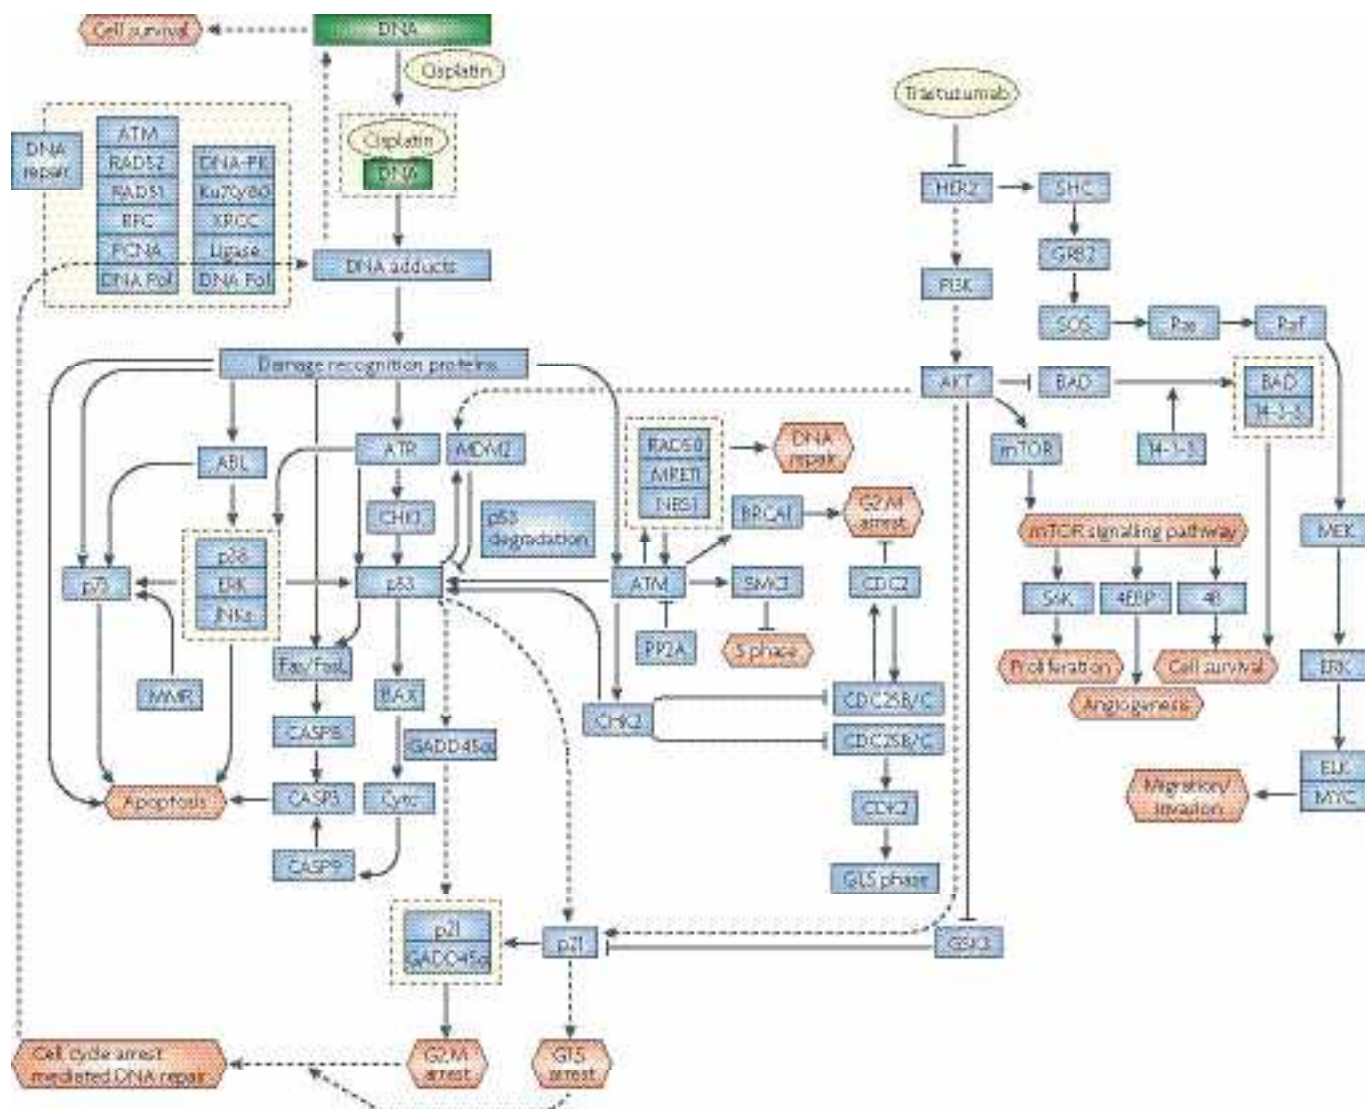 Cell survival
DNA
Cisplatin
Trastuzumab
DNA
repair
ATM
RAD52
RAD51
RFC
PCNA
DNA Pol
DNA-PK
Ku70/80
XRCC
Ligase
DNA Pol
Cisplatin
DNA
HER2
SHC
GRB2
PI3K
SOS
Ras
Raf
DNA adducts
Damage recognition proteins
AKT
BAD
BAD
14-3-3
14-3-3
mTOR
ABL
ATR
MDM2
RAD50
MRE11
NBS1
DNA
repair
CHK1
p53
degradation
BRCA1
G2M
arrest
mTOR signalling pathway
MEK
p38
ERK
JNKs
p73
p53
ATM
SMC1
CDC2
S6K
4EBP
4B
MMR
Fas/FasL
PP2A
S phase
Proliferation
Cell survival
Angiogenesis
ERK
BAX
CHK2
CDC25B/C
CDC25B/C
CASP8
GADD45α
Apoptosis
CASP3
Cytc
CDK2
Migration/
invasion
ELK
MYC
CASP9
G1.S phase
p21
GADD45α
p21
GSK3
Cell cycle arrest
mediated DNA repair
G2.M
arrest
G1.S
arrest